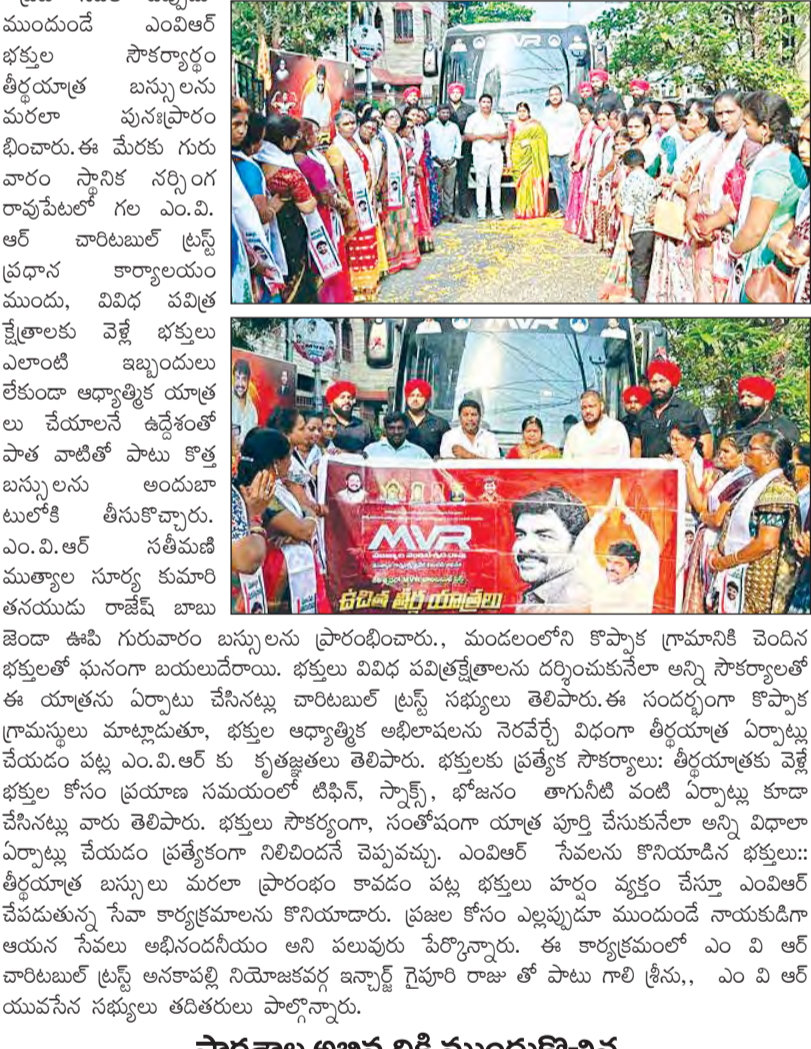 ముందుండే ఎంవిఆర్
భక్తుల సౌకర్యార్థం
తీర్థయాత్ర బస్సులను
మరలా పునఃప్రారం
భించారు.ఈ మేరకు గురు
వారం స్థానిక నర్సింగ
రావుపేటలో గల ఎం.వి.
ఆర్ చారిటబుల్ ట్రస్ట్
ప్రధాన కార్యాలయం
ముందు, వివిధ పవిత్ర
క్షేత్రాలకు వెళ్లే భక్తులు
ఎలాంటి ఇబ్బందులు
లేకుండా ఆధ్యాత్మిక యాత్ర
లు చేయాలనే ఉద్దేశంతో
పాత వాటితో పాటు కొత్త
బస్సులను అందుబా
టులోకి తీసుకొచ్చారు.
ఎం.వి.ఆర్ సతీమణి
ముత్యాల సూర్య కుమారి
తనయుడు రాజేష్ బాబు
MVR
MVR
MVR
ఉచిత తీర్థ యాత్రలు
జెండా ఊపి గురువారం బస్సులను ప్రారంభించారు., మండలంలోని కొప్పాక గ్రామానికి చెందిన
భక్తులతో ఘనంగా బయలుదేరాయి. భక్తులు వివిధ పవిత్రక్షేత్రాలను దర్శించుకునేలా అన్ని సౌకర్యాలతో
ఈ యాత్రను ఏర్పాటు చేసినట్లు చారిటబుల్ ట్రస్ట్ సభ్యులు తెలిపారు.ఈ సందర్భంగా కొప్పాక
గ్రామస్థులు మాట్లాడుతూ, భక్తుల ఆధ్యాత్మిక అభిలాషలను నెరవేర్చే విధంగా తీర్థయాత్ర ఏర్పాట్లు
చేయడం పట్ల ఎం.వి.ఆర్ కు కృతజ్ఞతలు తెలిపారు. భక్తులకు ప్రత్యేక సౌకర్యాలు: తీర్థయాత్రకు వెళ్లే
భక్తుల కోసం ప్రయాణ సమయంలో టిఫిన్, స్నాక్స్, భోజనం తాగునీటి వంటి ఏర్పాట్లు కూడా
చేసినట్లు వారు తెలిపారు. భక్తులు సౌకర్యంగా, సంతోషంగా యాత్ర పూర్తి చేసుకునేలా అన్ని విధాలా
ఏర్పాట్లు చేయడం ప్రత్యేకంగా నిలిచిందనే చెప్పవచ్చు. ఎంవిఆర్ సేవలను కొనియాడిన భక్తులు::
తీర్థయాత్ర బస్సులు మరలా ప్రారంభం కావడం పట్ల భక్తులు హర్షం వ్యక్తం చేస్తూ ఎంవిఆర్
చేపడుతున్న సేవా కార్యక్రమాలను కొనియాడారు. ప్రజల కోసం ఎల్లప్పుడూ ముందుండే నాయకుడిగా
ఆయన సేవలు అభినందనీయం అని పలువురు పేర్కొన్నారు. ఈ కార్యక్రమంలో ఎం వి ఆర్
చారిటబుల్ ట్రస్ట్ అనకాపల్లి నియోజకవర్గ ఇన్చార్జ్ గైపూరి రాజు తో పాటు గాలి శ్రీను,, ఎం వి ఆర్
యువసేన సభ్యులు తదితరులు పాల్గొన్నారు.